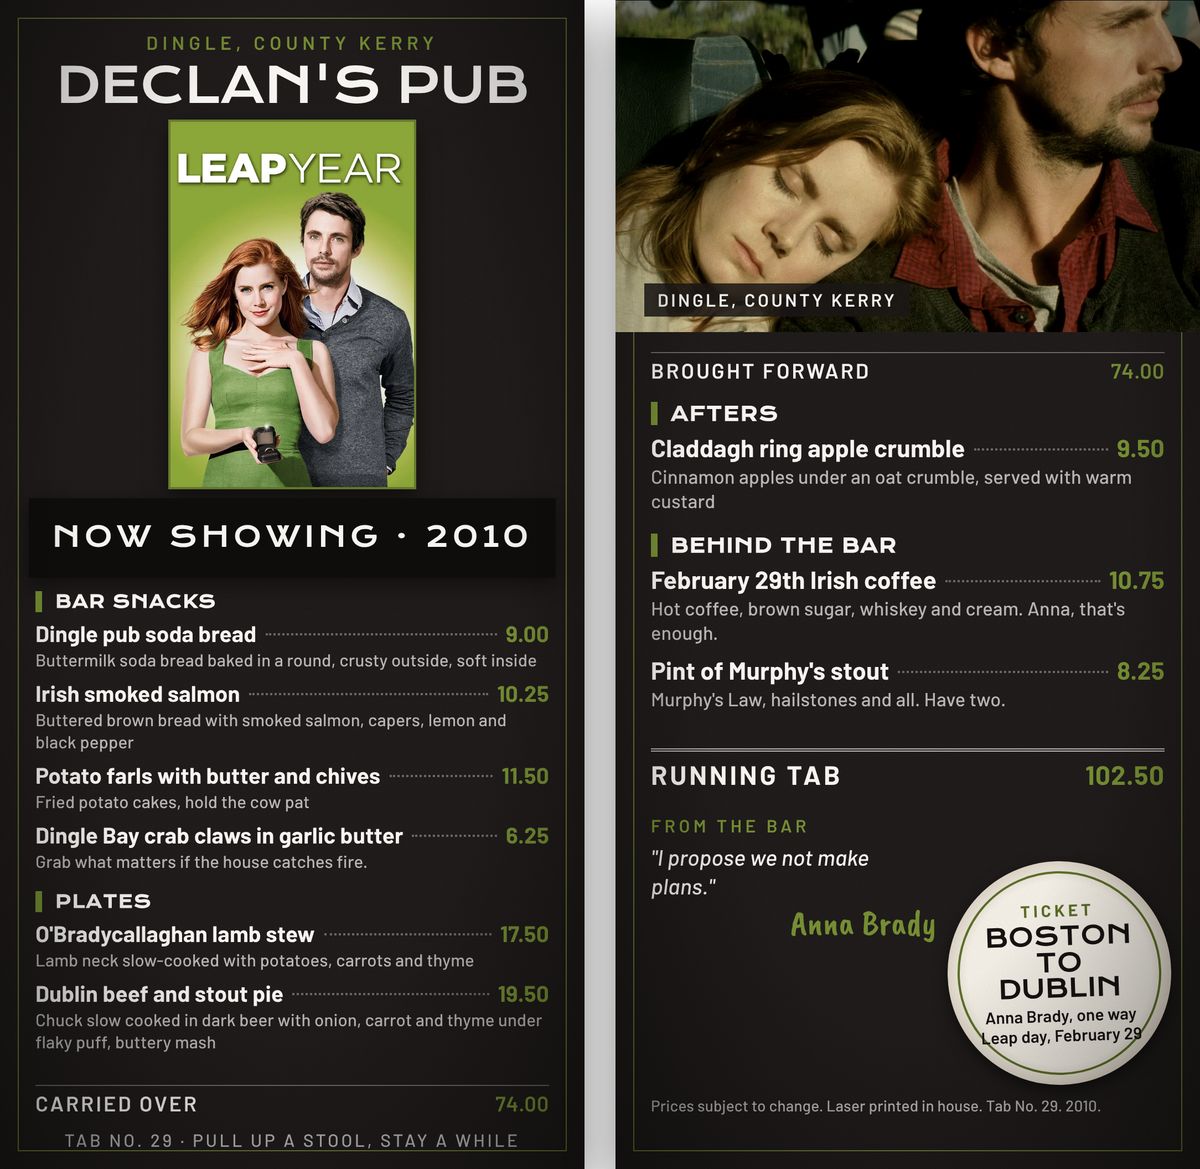 DINGLE, COUNTY KERRY
DECLAN'S PUB
LEAPYEAR
NOW SHOWING · 2010
BAR SNACKS
Dingle pub soda bread 9.00
Buttermilk soda bread baked in a round, crusty outside, soft inside
Irish smoked salmon 10.25
Buttered brown bread with smoked salmon, capers, lemon and
black pepper
Potato farls with butter and chives 11.50
Fried potato cakes, hold the cow pat
Dingle Bay crab claws in garlic butter 6.25
Grab what matters if the house catches fire.
PLATES
O'Bradycallaghan lamb stew 17.50
Lamb neck slow-cooked with potatoes, carrots and thyme
Dublin beef and stout pie 19.50
Chuck slow cooked in dark beer with onion, carrot and thyme under
flaky puff, buttery mash
CARRIED OVER 74.00
TAB NO. 29 · PULL UP A STOOL, STAY A WHILE
DINGLE, COUNTY KERRY
BROUGHT FORWARD 74.00
AFTERS
Claddagh ring apple crumble 9.50
Cinnamon apples under an oat crumble, served with warm
custard
BEHIND THE BAR
February 29th Irish coffee 10.75
Hot coffee, brown sugar, whiskey and cream. Anna, that's
enough.
Pint of Murphy's stout 8.25
Murphy's Law, hailstones and all. Have two.
RUNNING TAB 102.50
FROM THE BAR
"I propose we not make
plans."
Anna Brady
TICKET
BOSTON
TO
DUBLIN
Anna Brady, one way
Leap day, February 29
Prices subject to change. Laser printed in house. Tab No. 29. 2010.